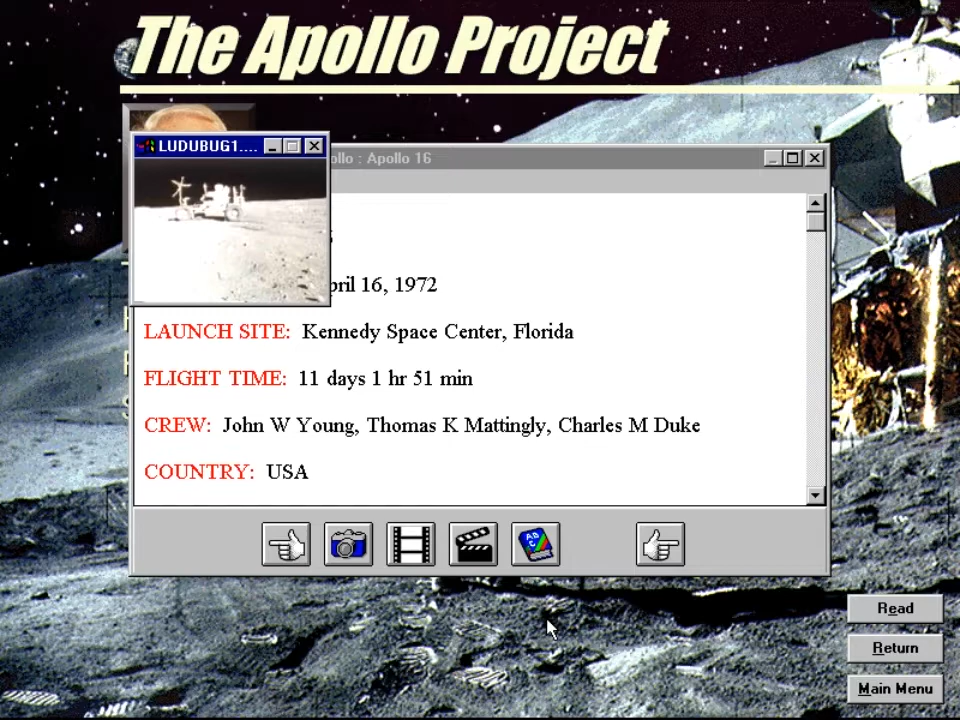 The Apollo Project
LUDUBUG1....
ollo : Apollo 16
pril 16, 1972
LAUNCH SITE: Kennedy Space Center, Florida
FLIGHT TIME: 11 days 1 hr 51 min
CREW: John W Young, Thomas K Mattingly, Charles M Duke
COUNTRY: USA
Read
Return
Main Menu